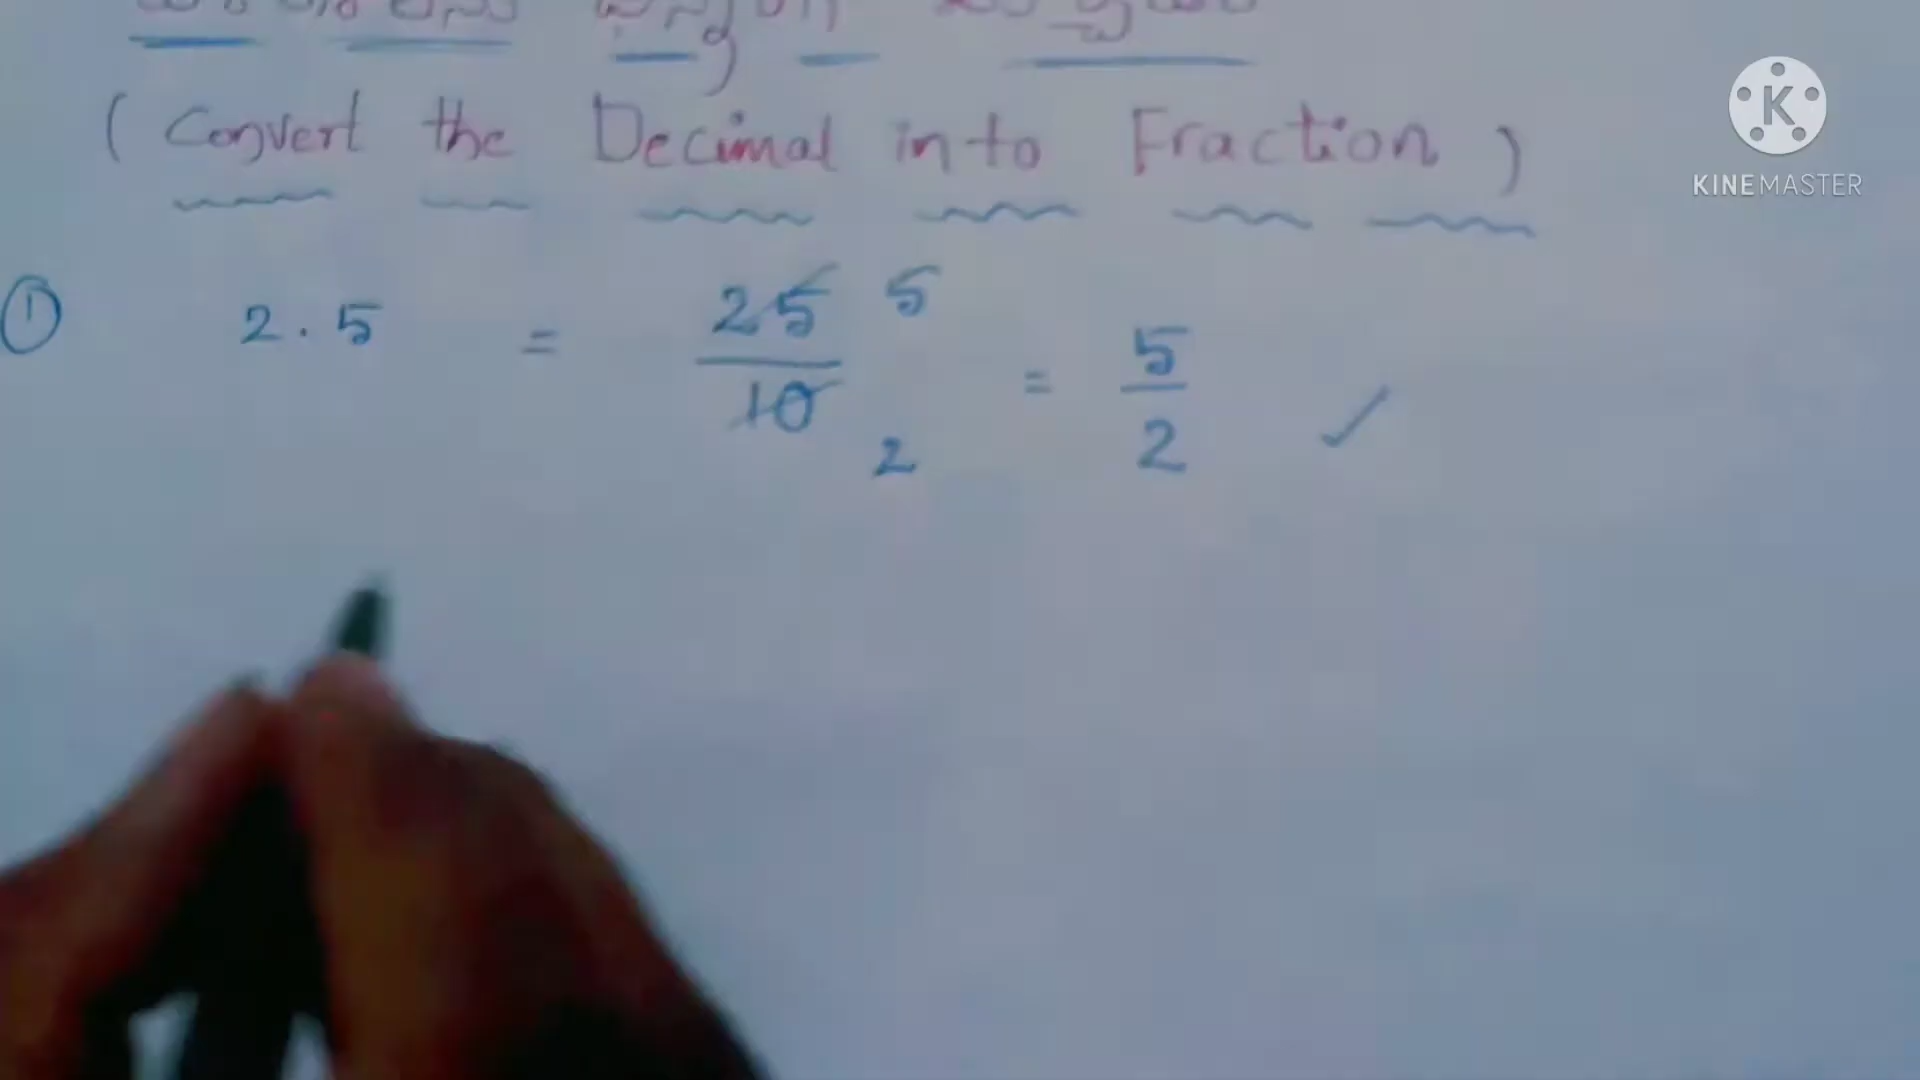 ( Convert the Decimal into Fraction )
① 2.5 = 25/10 5 2 = 5/2 ✓
KINEMASTER